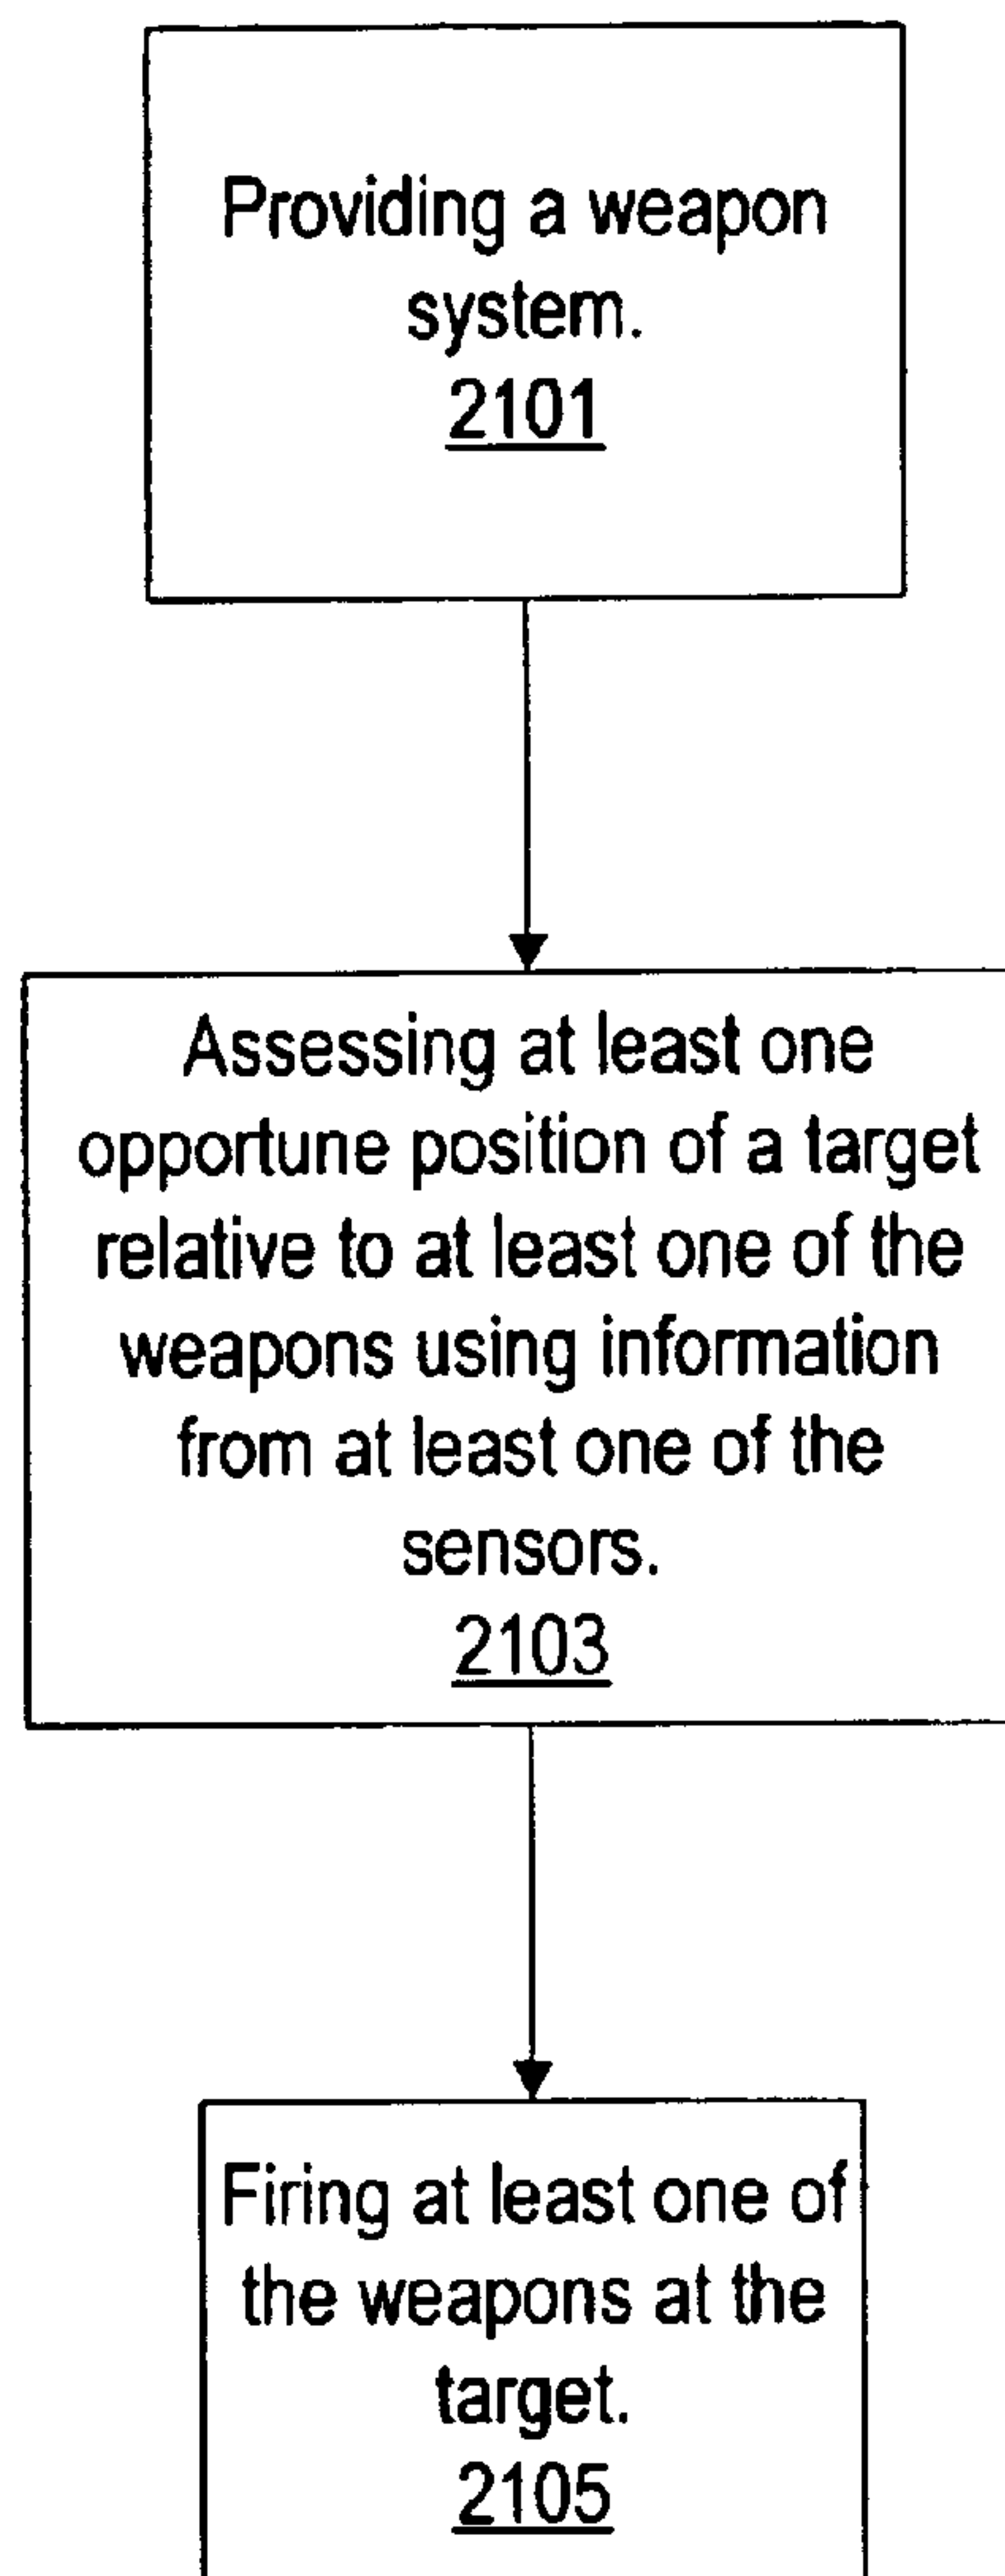 Providing a weapon
system.
2101
Assessing at least one
opportune position of a target
relative to at least one of the
weapons using information
from at least one of the
sensors.
2103
Firing at least one of
the weapons at the
target.
2105